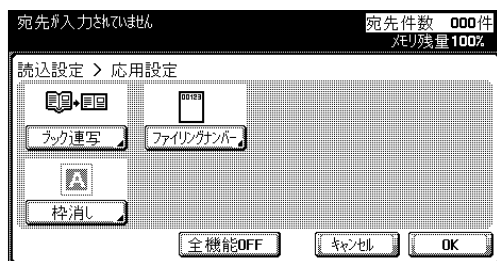 宛先が入力されていません
宛先件数 000件
メモリ残量100%
読込設定 > 応用設定
00123
ブック連写 ファイリングナンバー
A
枠消し
全機能OFF キャンセル OK